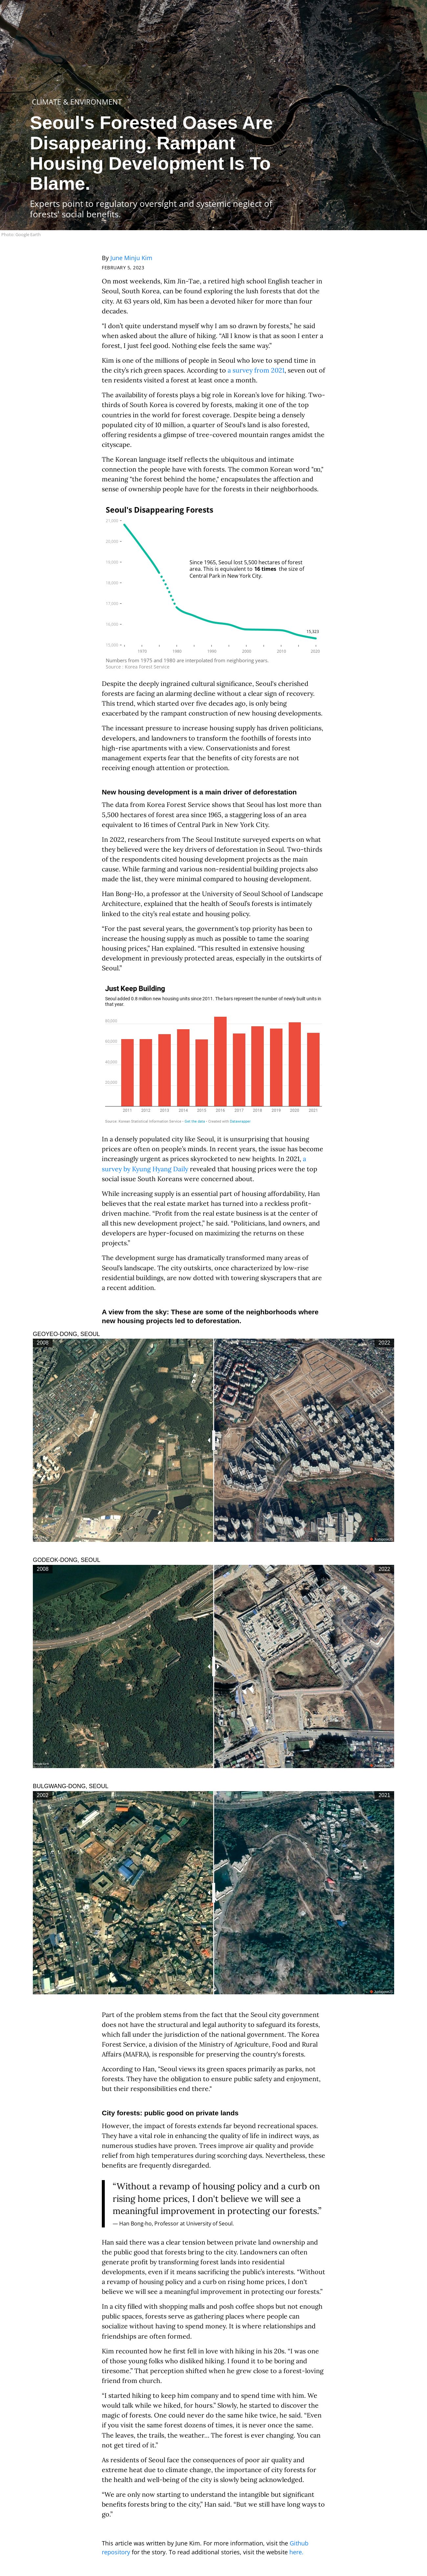 CLIMATE & ENVIRONMENT
Seoul's Forested Oases Are
Disappearing. Rampant
Housing Development Is To
Blame.
Experts point to regulatory oversight and systemic neglect of
forests' social benefits.
Photo: Google Earth
By June Minju Kim
FEBRUARY 5, 2023
On most weekends, Kim Jin-Tae, a retired high school English teacher in
Seoul, South Korea, can be found exploring the lush forests that dot the
city. At 63 years old, Kim has been a devoted hiker for more than four
decades.
"I don't quite understand myself why I am so drawn by forests," he said
when asked about the allure of hiking. "All I know is that as soon I enter a
forest, I just feel good. Nothing else feels the same way."
Kim is one of the millions of people in Seoul who love to spend time in
the city's rich green spaces. According to a survey from 2021, seven out of
ten residents visited a forest at least once a month.
The availability of forests plays a big role in Korean's love for hiking. Two-
thirds of South Korea is covered by forests, making it one of the top
countries in the world for forest coverage. Despite being a densely
populated city of 10 million, a quarter of Seoul's land is also forested,
offering residents a glimpse of tree-covered mountain ranges amidst the
cityscape.
The Korean language itself reflects the ubiquitous and intimate
connection the people have with forests. The common Korean word
meaning "the forest behind the home," encapsulates the affection and
sense of ownership people have for the forests in their neighborhoods.
Seoul's Disappearing Forests
21,000
20,000
19,000
18,000
17,000
16,000
15,000
Since 1965, Seoul lost 5,500 hectares of forest
area. This is equivalent to 16 times the size of
Central Park in New York City.
15,323
1970 1980 1990 2000 2010 2020
Numbers from 1975 and 1980 are interpolated from neighboring years.
Source : Korea Forest Service
Despite the deeply ingrained cultural significance, Seoul's cherished
forests are facing an alarming decline without a clear sign of recovery.
This trend, which started over five decades ago, is only being
exacerbated by the rampant construction of new housing developments.
The incessant pressure to increase housing supply has driven politicians,
developers, and landowners to transform the foothills of forests into
high-rise apartments with a view. Conservationists and forest
management experts fear that the benefits of city forests are not
receiving enough attention or protection.
New housing development is a main driver of deforestation
The data from Korea Forest Service shows that Seoul has lost more than
5,500 hectares of forest area since 1965, a staggering loss of an area
equivalent to 16 times of Central Park in New York City.
In 2022, researchers from The Seoul Institute surveyed experts on what
they believed were the key drivers of deforestation in Seoul. Two-thirds
of the respondents cited housing development projects as the main
cause. While farming and various non-residential building projects also
made the list, they were minimal compared to housing development.
Han Bong-Ho, a professor at the University of Seoul School of Landscape
Architecture, explained that the health of Seoul's forests is intimately
linked to the city's real estate and housing policy.
"For the past several years, the government's top priority has been to
increase the housing supply as much as possible to tame the soaring
housing prices," Han explained. "This resulted in extensive housing
development in previously protected areas, especially in the outskirts of
Seoul."
Just Keep Building
Seoul added 0.8 million new housing units since 2011. The bars represent the number of newly built units in
that year.
80,000
60,000
40,000
20,000
2011 2012 2013 2014 2015 2016 2017 2018 2019 2020 2021
Source: Korean Statistical Information Service • Get the data • Created with Datawrapper
In a densely populated city like Seoul, it is unsurprising that housing
prices are often on people's minds. In recent years, the issue has become
increasingly urgent as prices skyrocketed to new heights. In 2021, a
survey by Kyung Hyang Daily revealed that housing prices were the top
social issue South Koreans were concerned about.
While increasing supply is an essential part of housing affordability, Han
believes that the real estate market has turned into a reckless profit-
driven machine. "Profit from the real estate business is at the center of
all this new development project," he said. "Politicians, land owners, and
developers are hyper-focused on maximizing the returns on these
projects."
The development surge has dramatically transformed many areas of
Seoul's landscape. The city outskirts, once characterized by low-rise
residential buildings, are now dotted with towering skyscrapers that are
a recent addition.
A view from the sky: These are some of the neighborhoods where
new housing projects led to deforestation.
GEOYEO-DONG, SEOUL
2008 2022
GODEOK-DONG, SEOUL
2008 2022
BULGWANG-DONG, SEOUL
2002 2021
Part of the problem stems from the fact that the Seoul city government
does not have the structural and legal authority to safeguard its forests,
which fall under the jurisdiction of the national government. The Korea
Forest Service, a division of the Ministry of Agriculture, Food and Rural
Affairs (MAFRA), is responsible for preserving the country's forests.
According to Han, "Seoul views its green spaces primarily as parks, not
forests. They have the obligation to ensure public safety and enjoyment,
but their responsibilities end there."
City forests: public good on private lands
However, the impact of forests extends far beyond recreational spaces.
They have a vital role in enhancing the quality of life in indirect ways, as
numerous studies have proven. Trees improve air quality and provide
relief from high temperatures during scorching days. Nevertheless, these
benefits are frequently disregarded.
"Without a revamp of housing policy and a curb on
rising home prices, I don't believe we will see a
meaningful improvement in protecting our forests."
— Han Bong-ho, Professor at University of Seoul.
Han said there was a clear tension between private land ownership and
the public good that forests bring to the city. Landowners can often
generate profit by transforming forest lands into residential
developments, even if it means sacrificing the public's interests. "Without
a revamp of housing policy and a curb on rising home prices, I don't
believe we will see a meaningful improvement in protecting our forests."
In a city filled with shopping malls and posh coffee shops but not enough
public spaces, forests serve as gathering places where people can
socialize without having to spend money. It is where relationships and
friendships are often formed.
Kim recounted how he first fell in love with hiking in his 20s. "I was one
of those young folks who disliked hiking. I found it to be boring and
tiresome." That perception shifted when he grew close to a forest-loving
friend from church.
"I started hiking to keep him company and to spend time with him. We
would talk while we hiked, for hours." Slowly, he started to discover the
magic of forests. One could never do the same hike twice, he said. "Even
if you visit the same forest dozens of times, it is never once the same.
The leaves, the trails, the weather... The forest is ever changing. You can
not get tired of it."
As residents of Seoul face the consequences of poor air quality and
extreme heat due to climate change, the importance of city forests for
the health and well-being of the city is slowly being acknowledged.
"We are only now starting to understand the intangible but significant
benefits forests bring to the city," Han said. "But we still have long ways to
go."
This article was written by June Kim. For more information, visit the Github
repository for the story. To read additional stories, visit the website here.